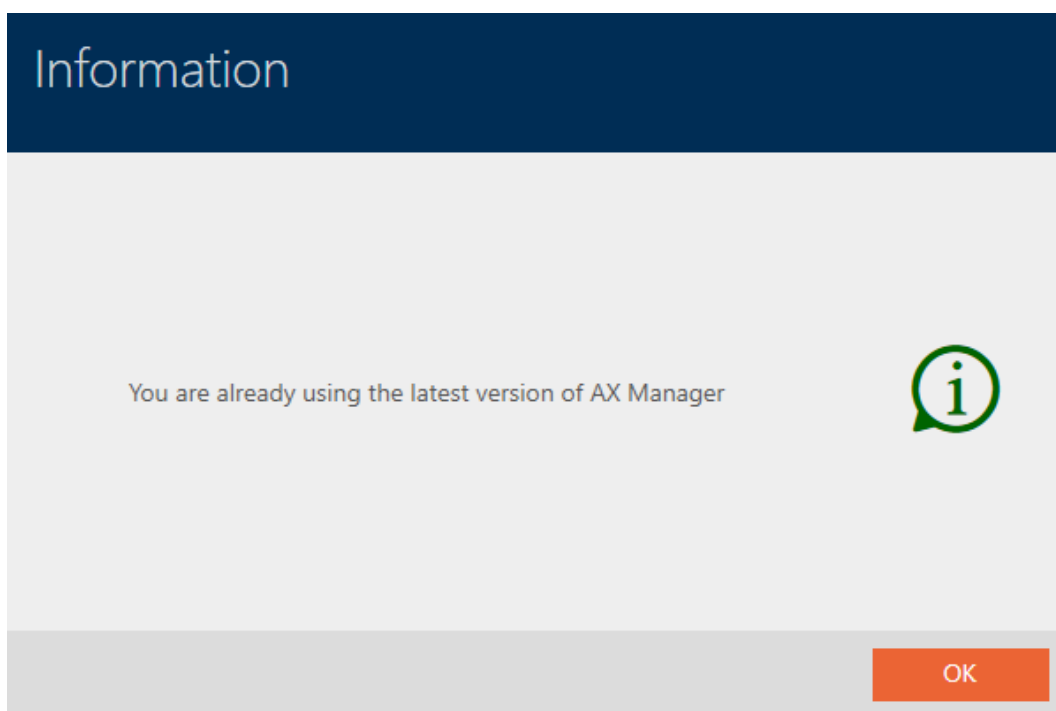 Information
You are already using the latest version of AX Manager
i
OK